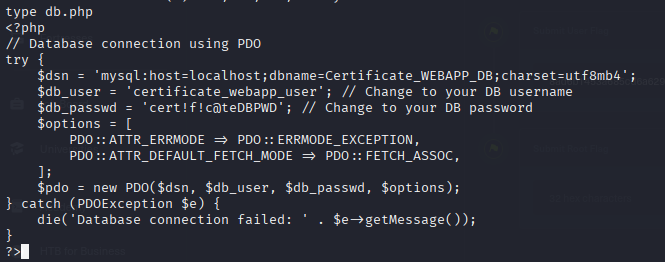 type db.php
<?php
// Database connection using PDO
try {
    $dsn = 'mysql:host=localhost;dbname=Certificate_WEBAPP_DB;charset=utf8mb4';
    $db_user = 'certificate_webapp_user'; // Change to your DB username
    $db_passwd = 'cert!f!c@teDBPWD'; // Change to your DB password
    $options = [
        PDO::ATTR_ERRMODE => PDO::ERRMODE_EXCEPTION,
        PDO::ATTR_DEFAULT_FETCH_MODE => PDO::FETCH_ASSOC,
    ];
    $pdo = new PDO($dsn, $db_user, $db_passwd, $options);
} catch (PDOException $e) {
    die('Database connection failed: ' . $e->getMessage());
}
?>